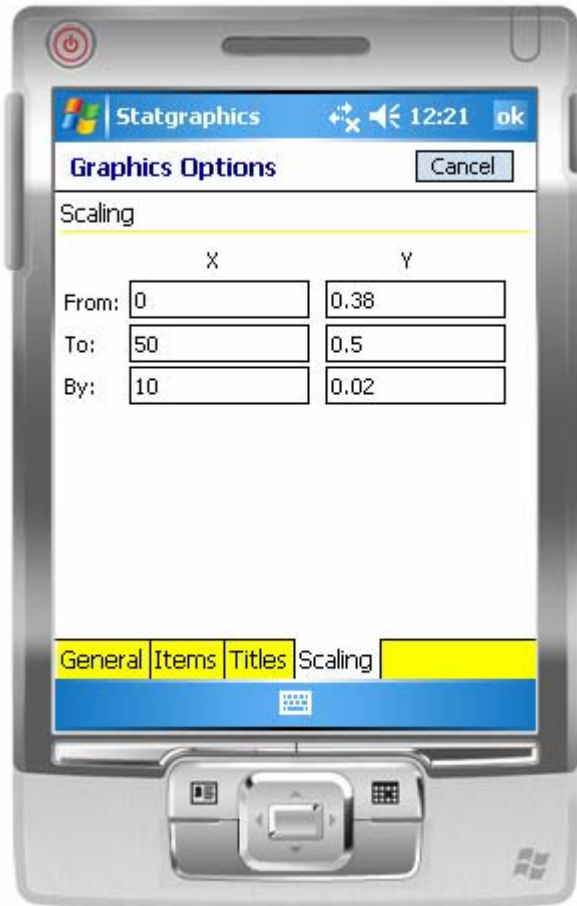 Statgraphics 12:21 ok
Graphics Options Cancel
Scaling
X Y
From: 0 0.38
To: 50 0.5
By: 10 0.02
General Items Titles Scaling